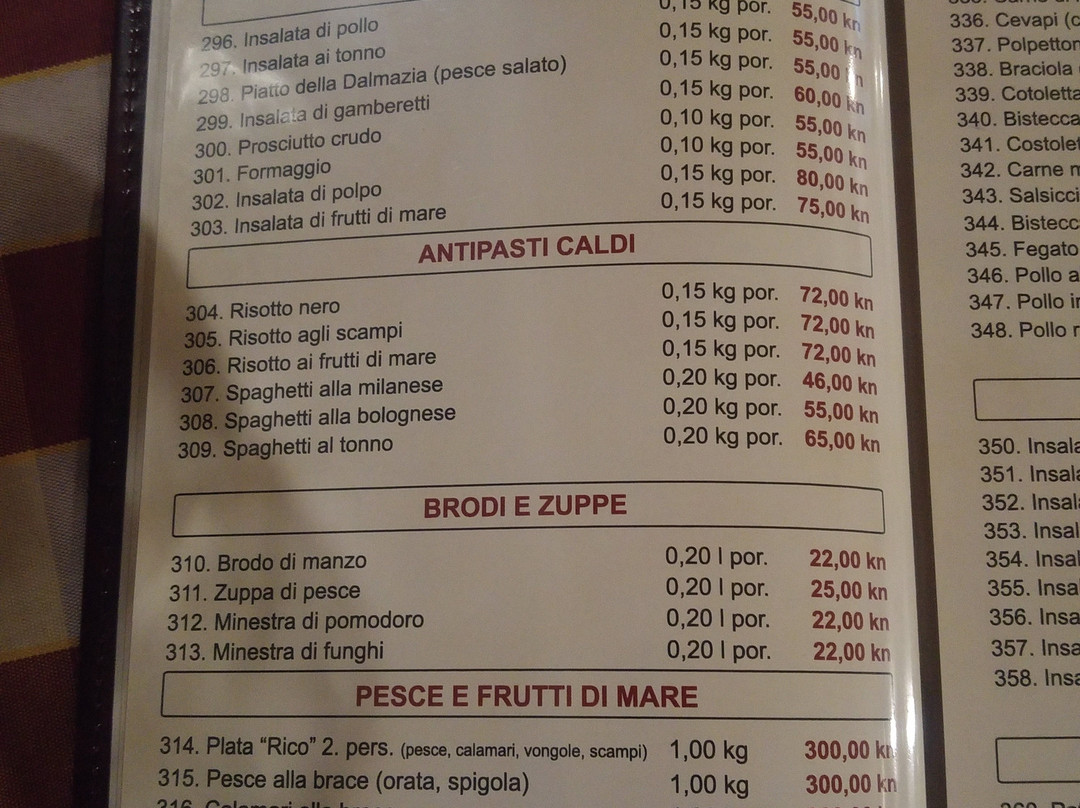 296. Insalata di pollo 0,15 kg por. 55,00 kn
297. Insalata ai tonno 0,15 kg por. 55,00 kn
298. Piatto della Dalmazia (pesce salato) 0,15 kg por. 55,00 kn
299. Insalata di gamberetti 0,15 kg por. 60,00 kn
300. Prosciutto crudo 0,10 kg por. 55,00 kn
301. Formaggio 0,10 kg por. 55,00 kn
302. Insalata di polpo 0,15 kg por. 80,00 kn
303. Insalata di frutti di mare 0,15 kg por. 75,00 kn
ANTIPASTI CALDI
304. Risotto nero 0,15 kg por. 72,00 kn
305. Risotto agli scampi 0,15 kg por. 72,00 kn
306. Risotto ai frutti di mare 0,15 kg por. 72,00 kn
307. Spaghetti alla milanese 0,20 kg por. 46,00 kn
308. Spaghetti alla bolognese 0,20 kg por. 55,00 kn
309. Spaghetti al tonno 0,20 kg por. 65,00 kn
BRODI E ZUPPE
310. Brodo di manzo 0,20 l por. 22,00 kn
311. Zuppa di pesce 0,20 l por. 25,00 kn
312. Minestra di pomodoro 0,20 l por. 22,00 kn
313. Minestra di funghi 0,20 l por. 22,00 kn
PESCE E FRUTTI DI MARE
314. Plata “Rico” 2. pers. (pesce, calamari, vongole, scampi) 1,00 kg 300,00 kn
315. Pesce alla brace (orata, spigola) 1,00 kg 300,00 kn
336. Cevapi (c
337. Polpetton
338. Braciola
339. Cotoletta
340. Bistecca
341. Costolet
342. Carne
343. Salsicci
344. Bistecc
345. Fegato
346. Pollo a
347. Pollo
348. Pollo
350. Insala
351. Insala
352. Insal
353. Insal
354. Insal
355. Insa
356. Insa
357. Insa
358. Insa